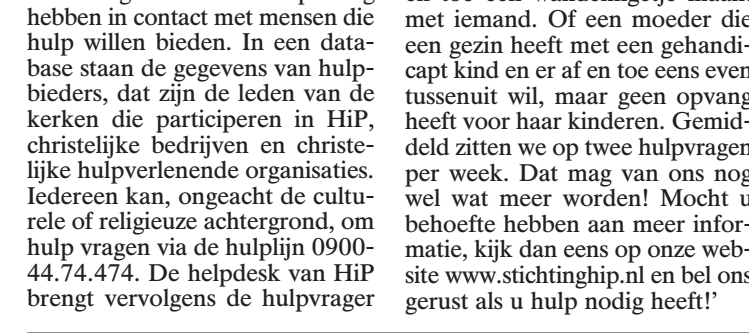 hebben in contact met mensen die
hulp willen bieden. In een data-
base staan de gegevens van hulp-
bieders, dat zijn de leden van de
kerken die participeren in HiP,
christelijke bedrijven en christe-
lijke hulpverlenende organisaties.
Iedereen kan, ongeacht de cultu-
rele of religieuze achtergrond, om
hulp vragen via de hulplijn 0900-
44.74.474. De helpdesk van HiP
brengt vervolgens de hulpvrager
met iemand. Of een moeder die
een gezin heeft met een gehandi-
capt kind en er af en toe eens even
tussenuit wil, maar geen opvang
heeft voor haar kinderen. Gemid-
deld zitten we op twee hulpvragen
per week. Dat mag van ons nog
wel wat meer worden! Mocht u
behoefte hebben aan meer infor-
matie, kijk dan eens op onze web-
site www.stichtinghip.nl en bel ons
gerust als u hulp nodig heeft!’